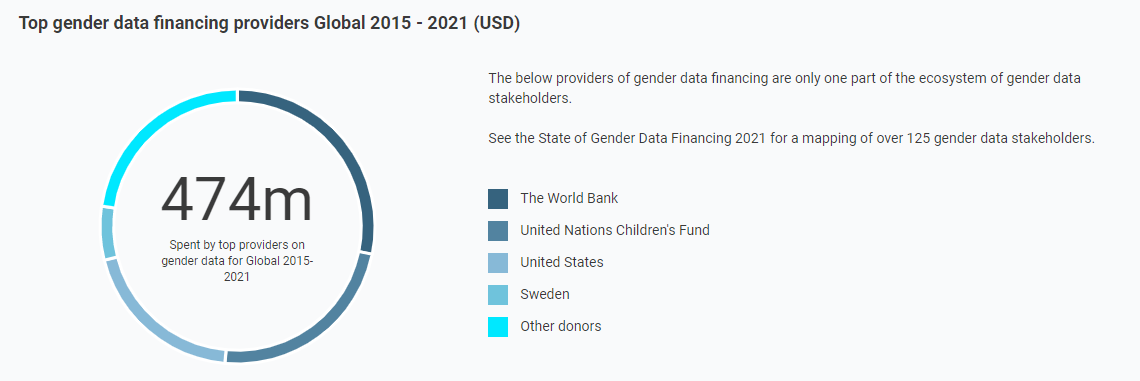 Top gender data financing providers Global 2015 - 2021 (USD)
The below providers of gender data financing are only one part of the ecosystem of gender data
stakeholders.
See the State of Gender Data Financing 2021 for a mapping of over 125 gender data stakeholders.
474m
Spent by top providers on
gender data for Global 2015-
2021
The World Bank
United Nations Children's Fund
United States
Sweden
Other donors